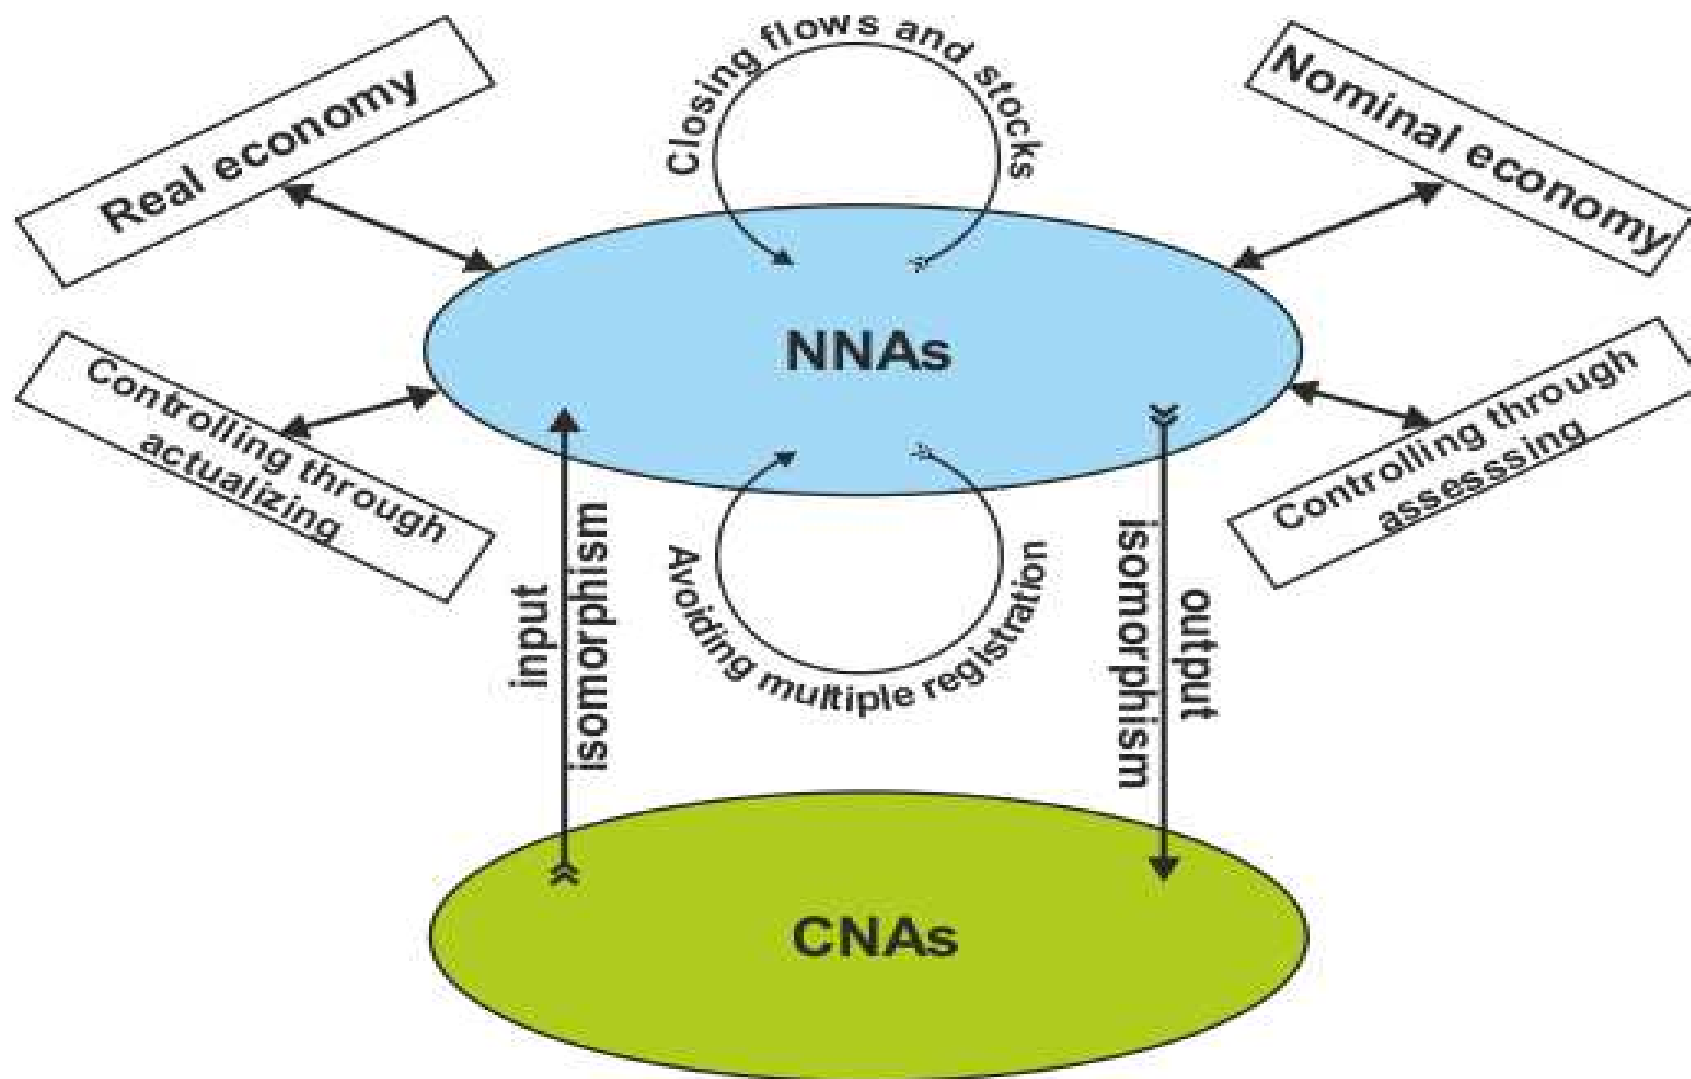 Closing flows and stocks
Real economy
Nominal economy
NNAs
Controlling through
actualizing
Controlling through
assesssing
input
isomorphism
Avoiding multiple registration
output
isomorphism
CNAs